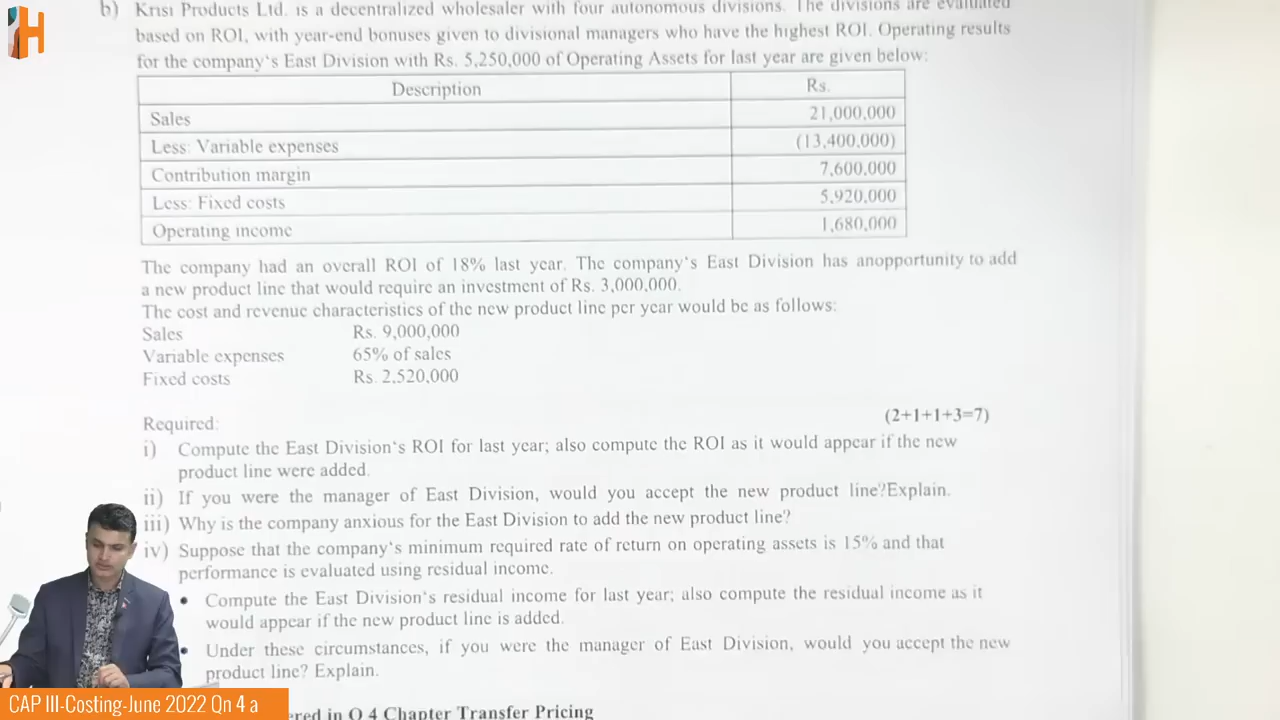 H
b) Krisi Products Ltd. is a decentralized wholesaler with four autonomous divisions. The divisions are evaluated
based on ROI, with year-end bonuses given to divisional managers who have the highest ROI. Operating results
for the company's East Division with Rs. 5,250,000 of Operating Assets for last year are given below:
Description Rs.
Sales 21,000,000
Less: Variable expenses (13,400,000)
Contribution margin 7,600,000
Less: Fixed costs 5,920,000
Operating income 1,680,000
The company had an overall ROI of 18% last year. The company's East Division has anopportunity to add
a new product line that would require an investment of Rs. 3,000,000.
The cost and revenue characteristics of the new product line per year would be as follows:
Sales Rs. 9,000,000
Variable expenses 65% of sales
Fixed costs Rs. 2,520,000
(2+1+1+3=7)
Required:
i) Compute the East Division's ROI for last year; also compute the ROI as it would appear if the new
product line were added.
ii) If you were the manager of East Division, would you accept the new product line?Explain.
iii) Why is the company anxious for the East Division to add the new product line?
iv) Suppose that the company's minimum required rate of return on operating assets is 15% and that
performance is evaluated using residual income.
• Compute the East Division's residual income for last year; also compute the residual income as it
would appear if the new product line is added.
• Under these circumstances, if you were the manager of East Division, would you accept the new
product line? Explain.
CAP III-Costing-June 2022 Qn 4 a
ered in Q 4 Chapter Transfer Pricing